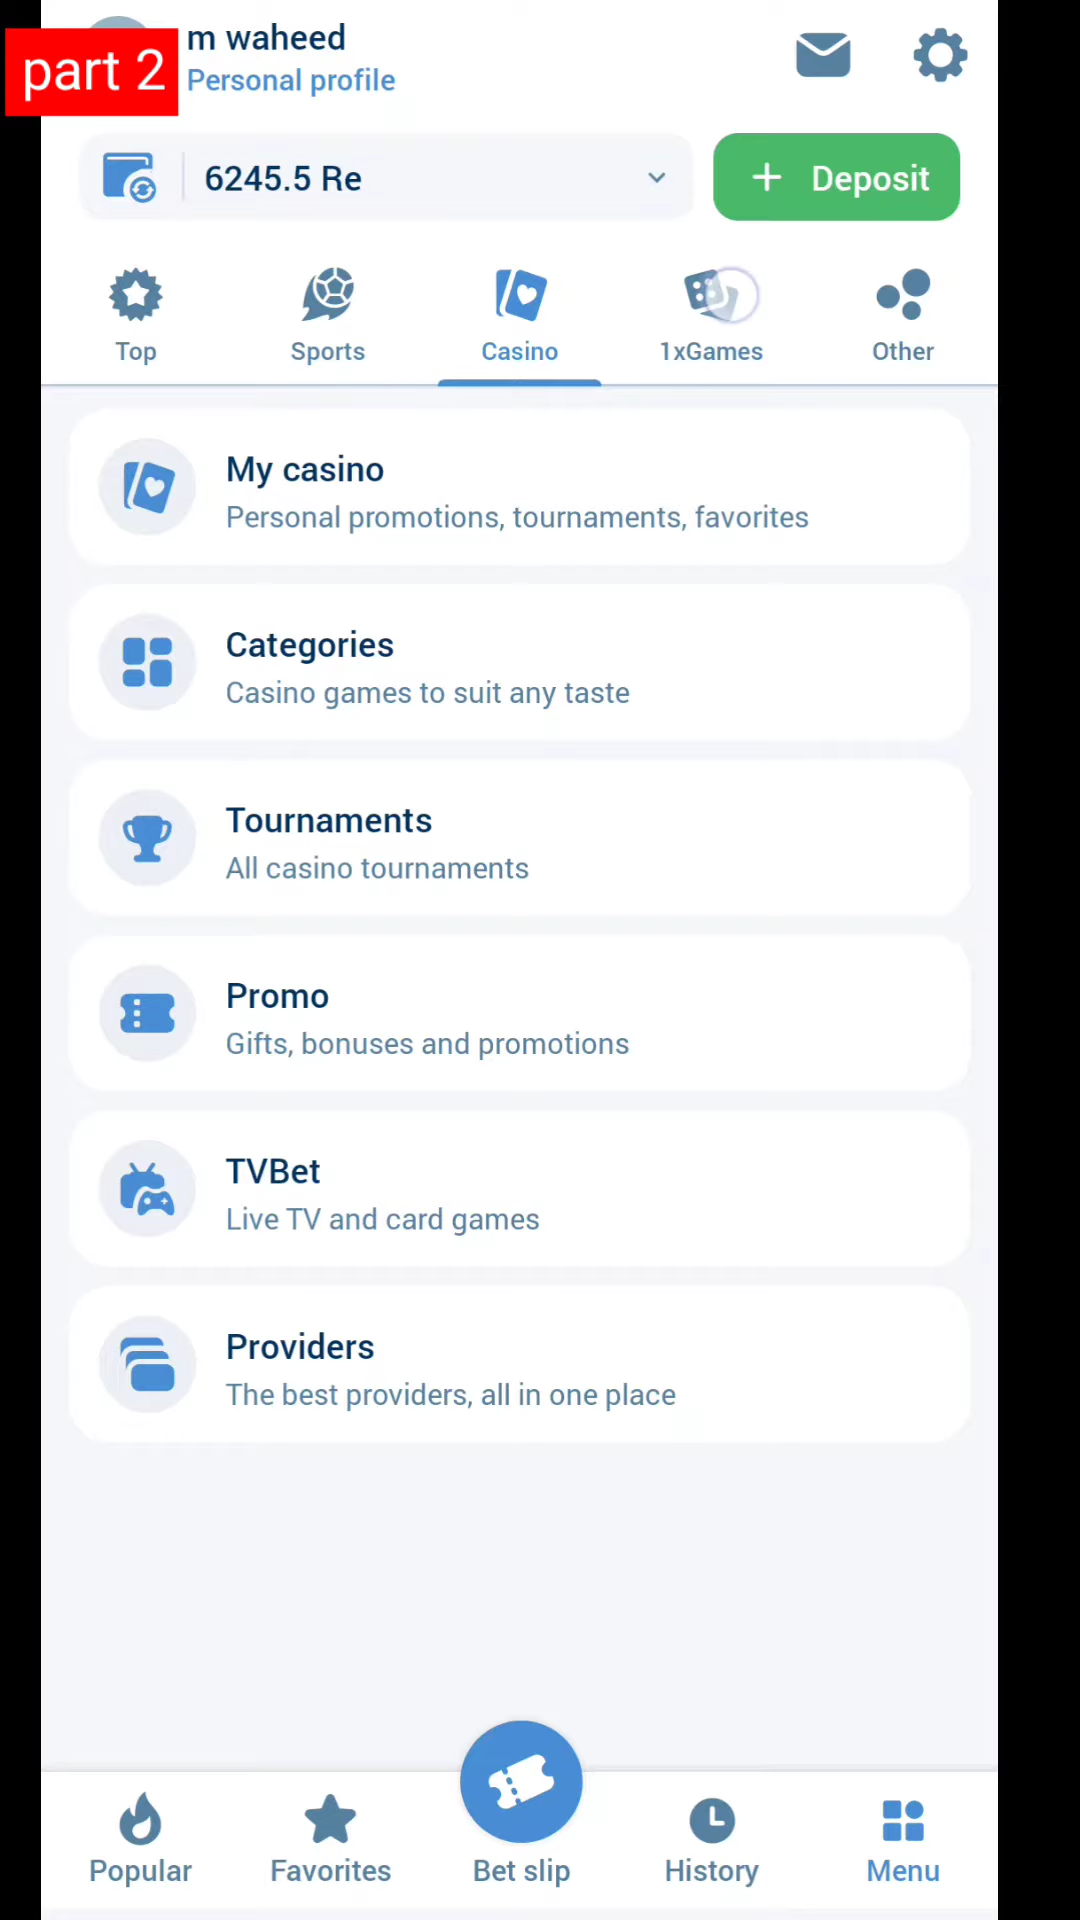 part 2
m waheed
Personal profile
6245.5 Re
+ Deposit
Top
Sports
Casino
1xGames
Other
My casino
Personal promotions, tournaments, favorites
Categories
Casino games to suit any taste
Tournaments
All casino tournaments
Promo
Gifts, bonuses and promotions
TVBet
Live TV and card games
Providers
The best providers, all in one place
Popular
Favorites
Bet slip
History
Menu